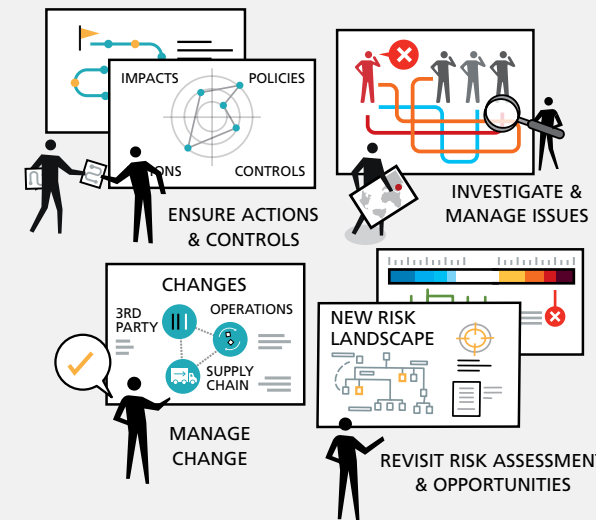 IMPACTS
POLICIES
CONTROLS
ENSURE ACTIONS
& CONTROLS
INVESTIGATE &
MANAGE ISSUES
CHANGES
3RD
PARTY
OPERATIONS
SUPPLY
CHAIN
MANAGE
CHANGE
NEW RISK
LANDSCAPE
REVISIT RISK ASSESSMENT
& OPPORTUNITIES